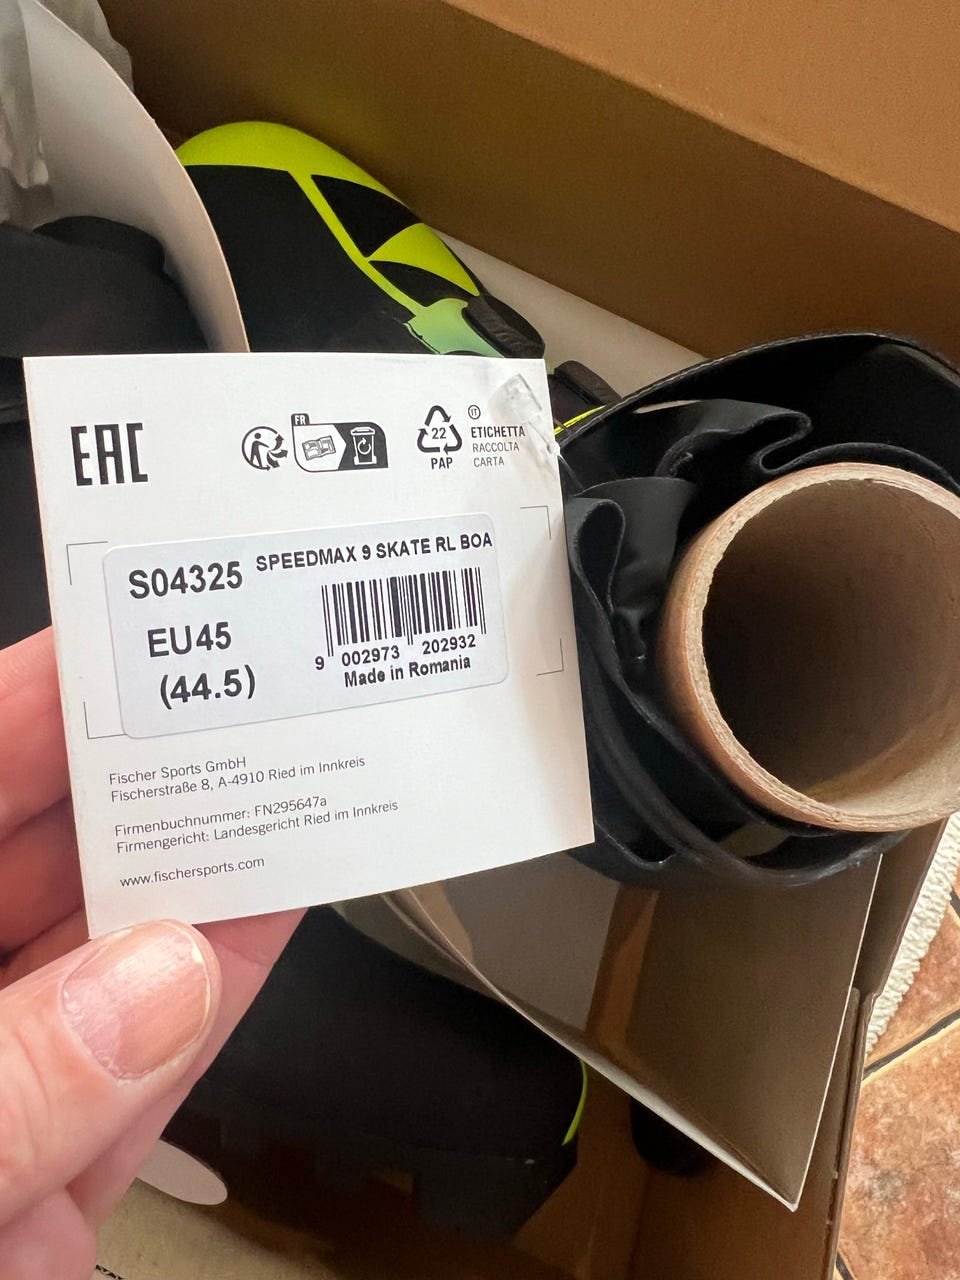 EAC
FR
22
PAP
IT
ETICHETTA
RACCOLTA
CARTA
S04325
SPEEDMAX 9 SKATE RL BOA
EU45
(44.5)
9 002973 202932
Made in Romania
Fischer Sports GmbH
Fischerstraße 8, A-4910 Ried im Innkreis
Firmenbuchnummer: FN295647a
Firmengericht: Landesgericht Ried im Innkreis
www.fischersports.com